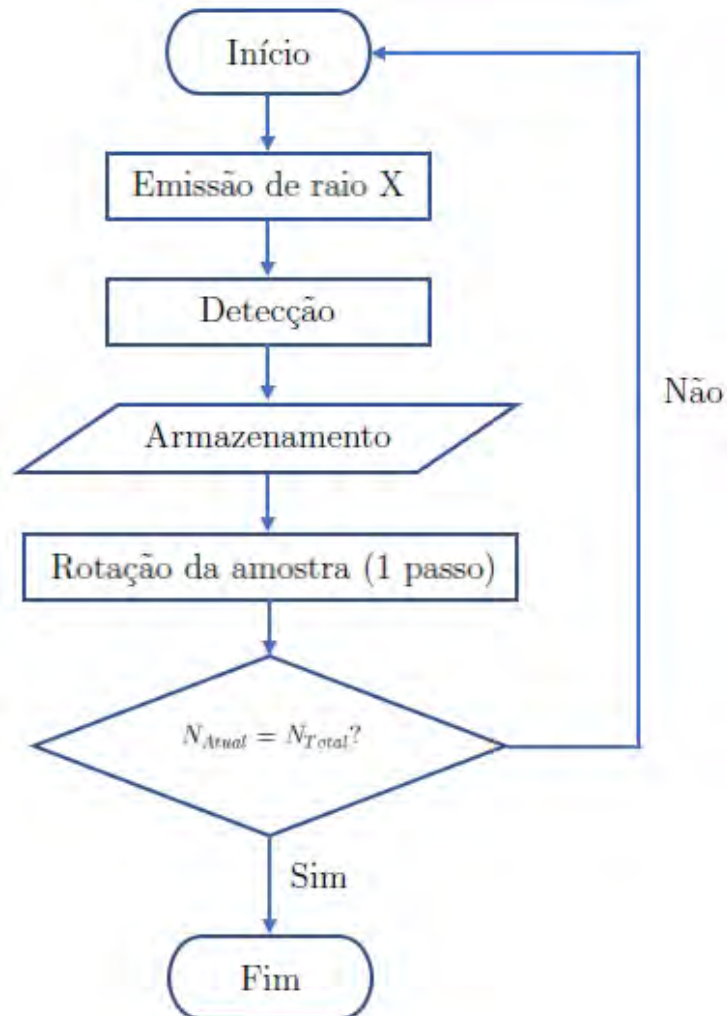 Início
Emissão de raio X
Detecção
Não
Armazenamento
Rotação da amostra (1 passo)
N_Atual = N_Total?
Sim
Fim